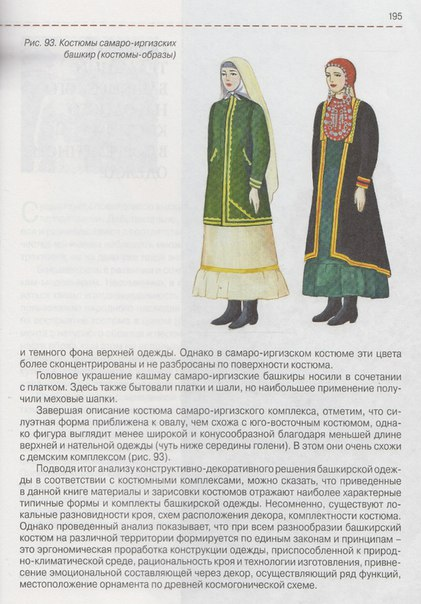 195
Рис. 93. Костюмы самаро-иргизских
башкир (костюмы-образы)
и темного фона верхней одежды. Однако в самаро-иргизском костюме эти цвета
более сконцентрированы и не разбросаны по поверхности костюма.
Головное украшение кашмау самаро-иргизские башкиры носили в сочетании
с платком. Здесь также бытовали платки и шали, но наибольшее применение полу-
чили меховые шапки.
Завершая описание костюма самаро-иргизского комплекса, отметим, что си-
луэтная форма приближена к овалу, чем схожа с юго-восточным костюмом, одна-
ко фигура выглядит менее широкой и конусообразной благодаря меньшей длине
верхней и нательной одежды (чуть ниже середины голени). В этом они очень схожи
с демским комплексом (рис. 93).
Подводя итог анализу конструктивно-декоративного решения башкирской одеж-
ды в соответствии с костюмными комплексами, можно сказать, что приведенные
в данной книге материалы и зарисовки костюмов отражают наиболее характерные
типичные формы и комплекты башкирской одежды. Несомненно, существуют ло-
кальные разновидности кроя, схем расположения декора, комплектности костюма.
Однако проведенный анализ показывает, что при всем разнообразии башкирский
костюм на различной территории формируется по единым законам и принципам –
это эргономическая проработка конструкции одежды, приспособленной к природ-
но-климатической среде, рациональность кроя и технологии изготовления, привне-
сение эмоциональной составляющей через декор, осуществляющий ряд функций,
местоположение орнамента по древней космогонической схеме.